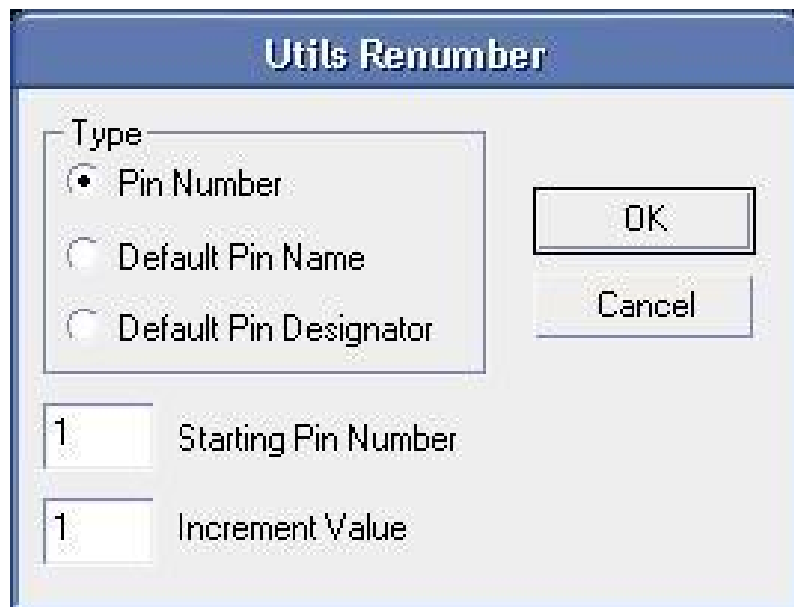 Utils Renumber
Type
Pin Number
Default Pin Name
Default Pin Designator
OK
Cancel
1 Starting Pin Number
1 Increment Value